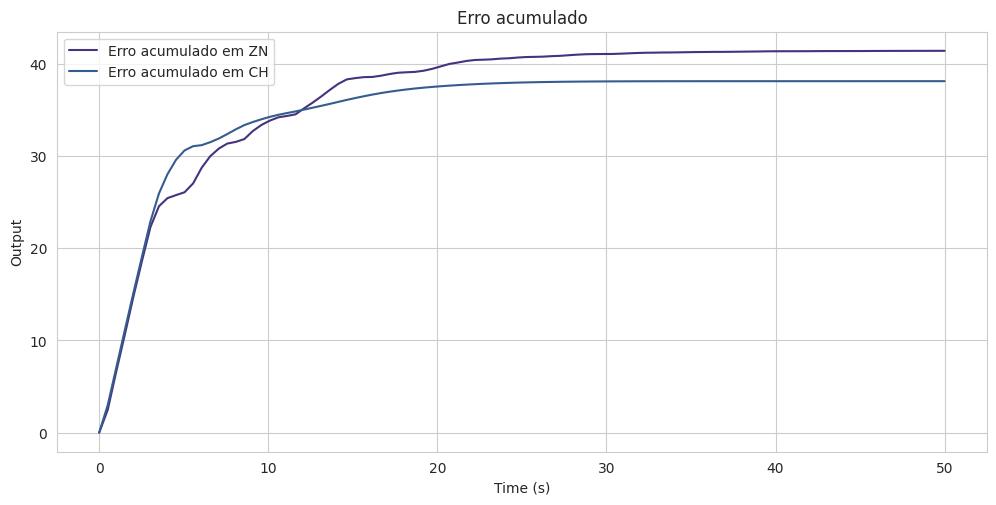 Erro acumulado
Erro acumulado em ZN
Erro acumulado em CH
Output
40
30
20
10
0
0 10 20 30 40 50
Time (s)